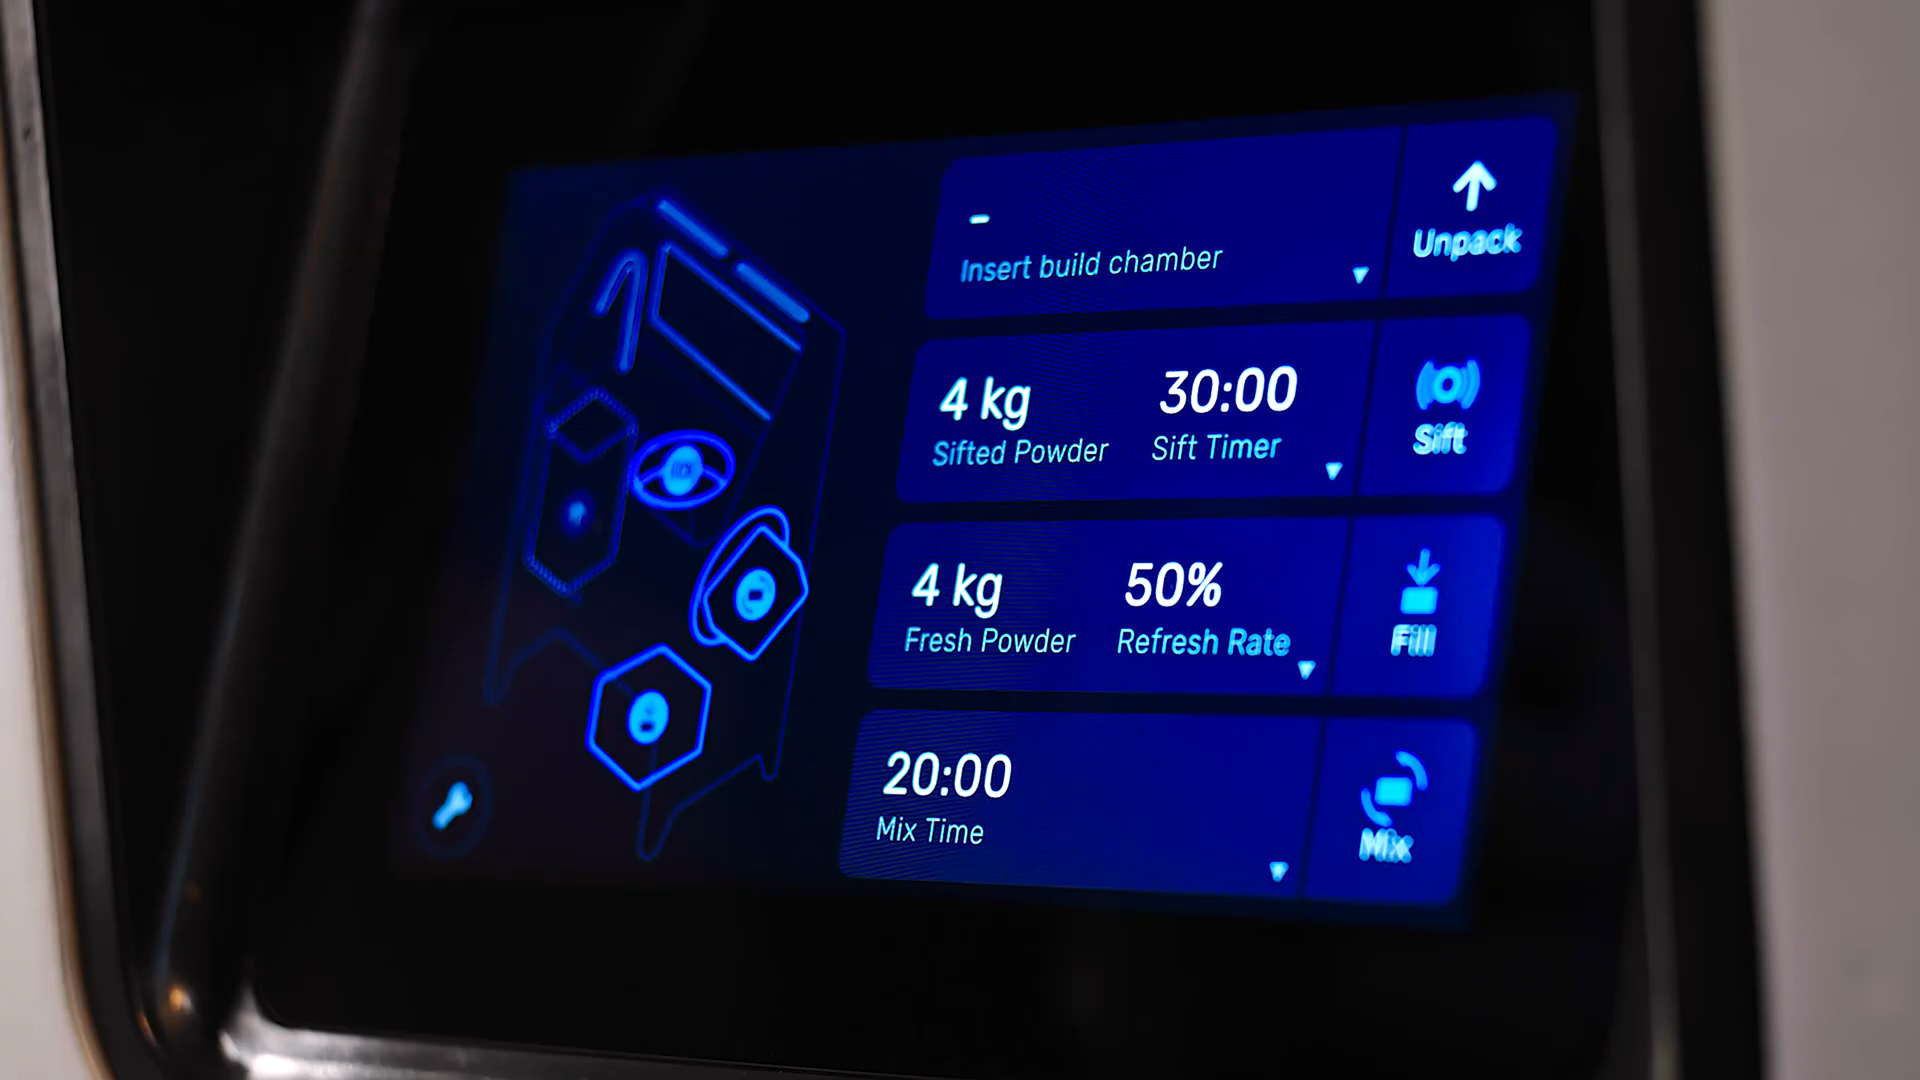 -
Insert build chamber
Unpack
4 kg 30:00
Sifted Powder Sift Timer
Sift
4 kg 50%
Fresh Powder Refresh Rate
Fill
20:00
Mix Time
Mix